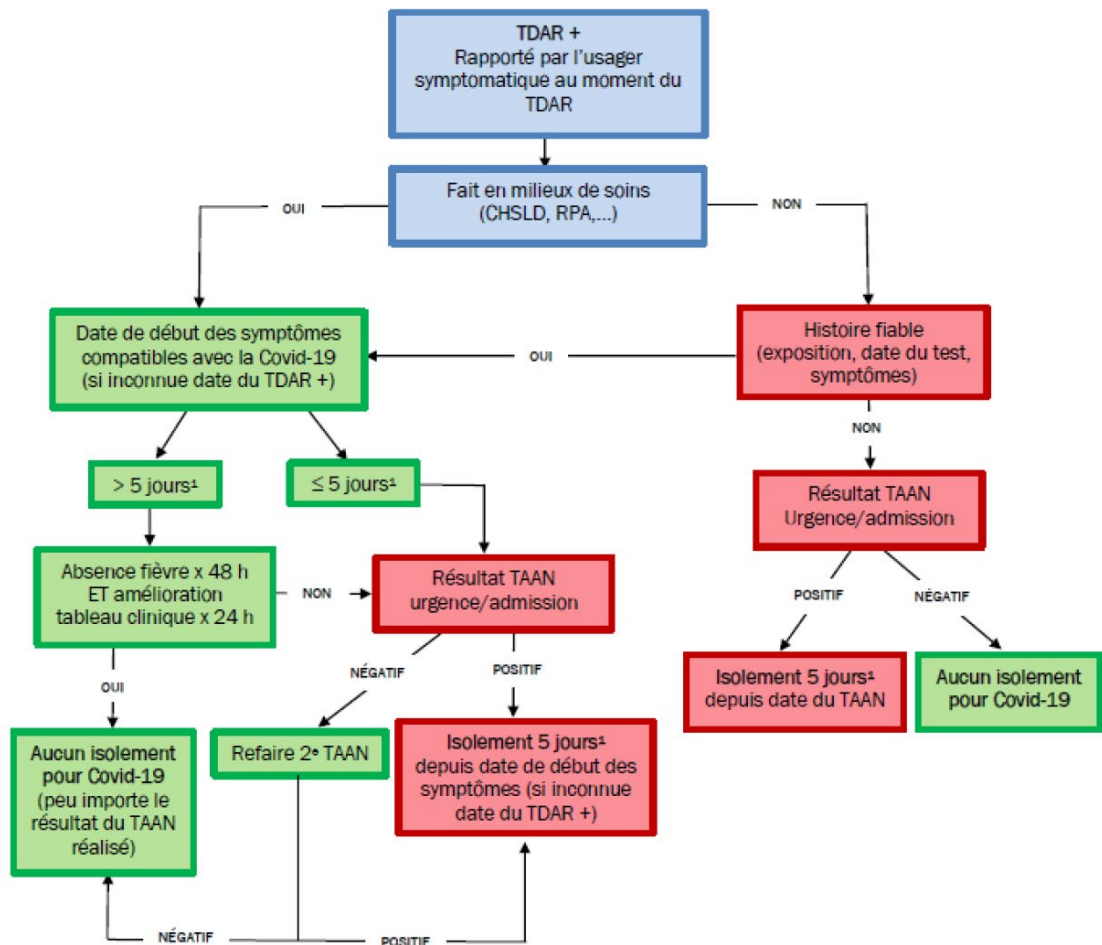 TDAR +
Rapporté par l'usager
symptomatique au moment du
TDAR
Fait en milieux de soins
(CHSLD, RPA,...)
OUI
NON
Date de début des symptômes
compatibles avec la Covid-19
(si inconnue date du TDAR +)
OUI
Histoire fiable
(exposition, date du test,
symptômes)
NON
> 5 jours¹
≤ 5 jours¹
Résultat TAAN
Urgence/admission
Absence fièvre x 48 h
ET amélioration
tableau clinique x 24 h
NON
Résultat TAAN
urgence/admission
POSITIF
NÉGATIF
OUI
NÉGATIF
POSITIF
Isolement 5 jours¹
depuis date du TAAN
Aucun isolement
pour Covid-19
Aucun isolement
pour Covid-19
(peu importe le
résultat du TAAN
réalisé)
Refaire 2ᵉ TAAN
Isolement 5 jours¹
depuis date de début des
symptômes (si inconnue
date du TDAR +)
NÉGATIF
POSITIF